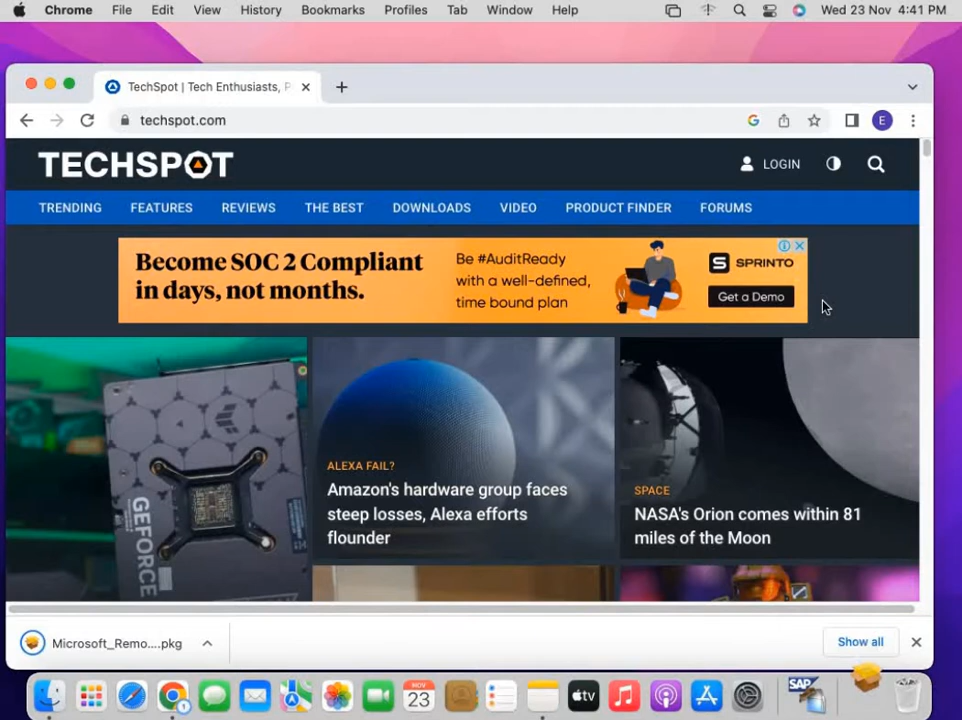 Chrome File Edit View History Bookmarks Profiles Tab Window Help Wed 23 Nov 4:41 PM
TechSpot | Tech Enthusiasts, P
techspot.com
E
TECHSPOT
LOGIN
TRENDING FEATURES REVIEWS THE BEST DOWNLOADS VIDEO PRODUCT FINDER FORUMS
Become SOC 2 Compliant
in days, not months.
Be #AuditReady
with a well-defined,
time bound plan
SPRINTO
Get a Demo
GEFORCE
ALEXA FAIL?
Amazon's hardware group faces
steep losses, Alexa efforts
flounder
SPACE
NASA's Orion comes within 81
miles of the Moon
Microsoft_Remo....pkg
Show all
NOV
23
tv
SAP